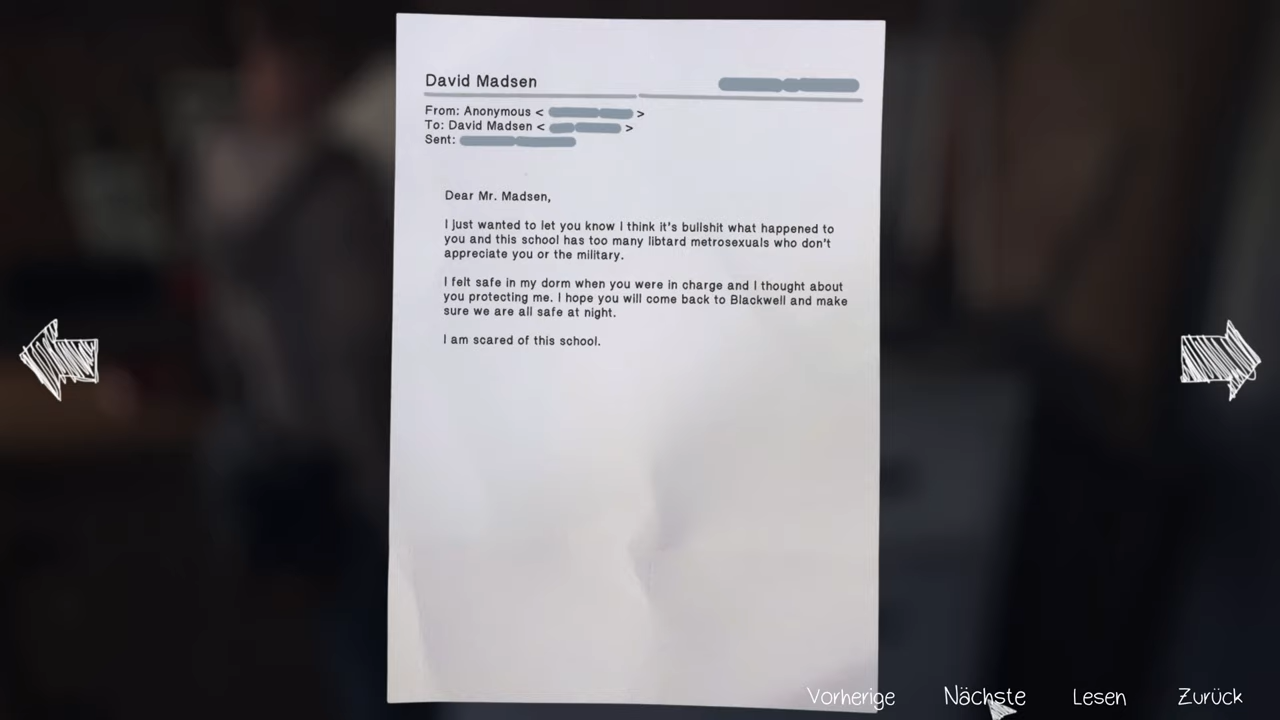 David Madsen
From: Anonymous < >
To: David Madsen < >
Sent:
Dear Mr. Madsen,
I just wanted to let you know I think it's bullshit what happened to
you and this school has too many libtard metrosexuals who don't
appreciate you or the military.
I felt safe in my dorm when you were in charge and I thought about
you protecting me. I hope you will come back to Blackwell and make
sure we are all safe at night.
I am scared of this school.
Vorherige Nächste Lesen Zurück